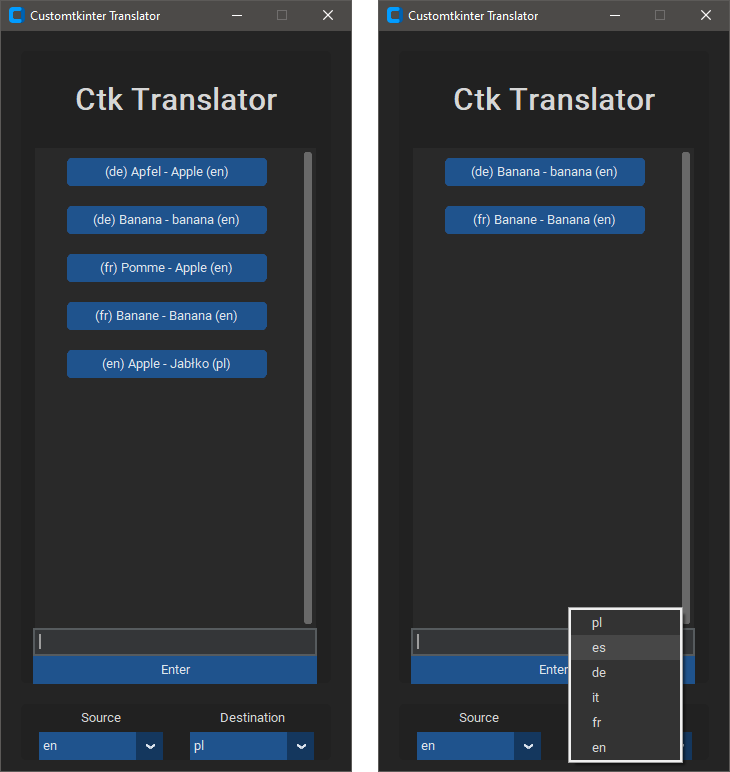 Customtkinter Translator
Ctk Translator
(de) Apfel - Apple (en)
(de) Banana - banana (en)
(fr) Pomme - Apple (en)
(fr) Banane - Banana (en)
(en) Apple - Jabłko (pl)
Enter
Source
Destination
en
pl
Customtkinter Translator
Ctk Translator
(de) Banana - banana (en)
(fr) Banane - Banana (en)
Enter
Source
en
pl
es
de
it
fr
en